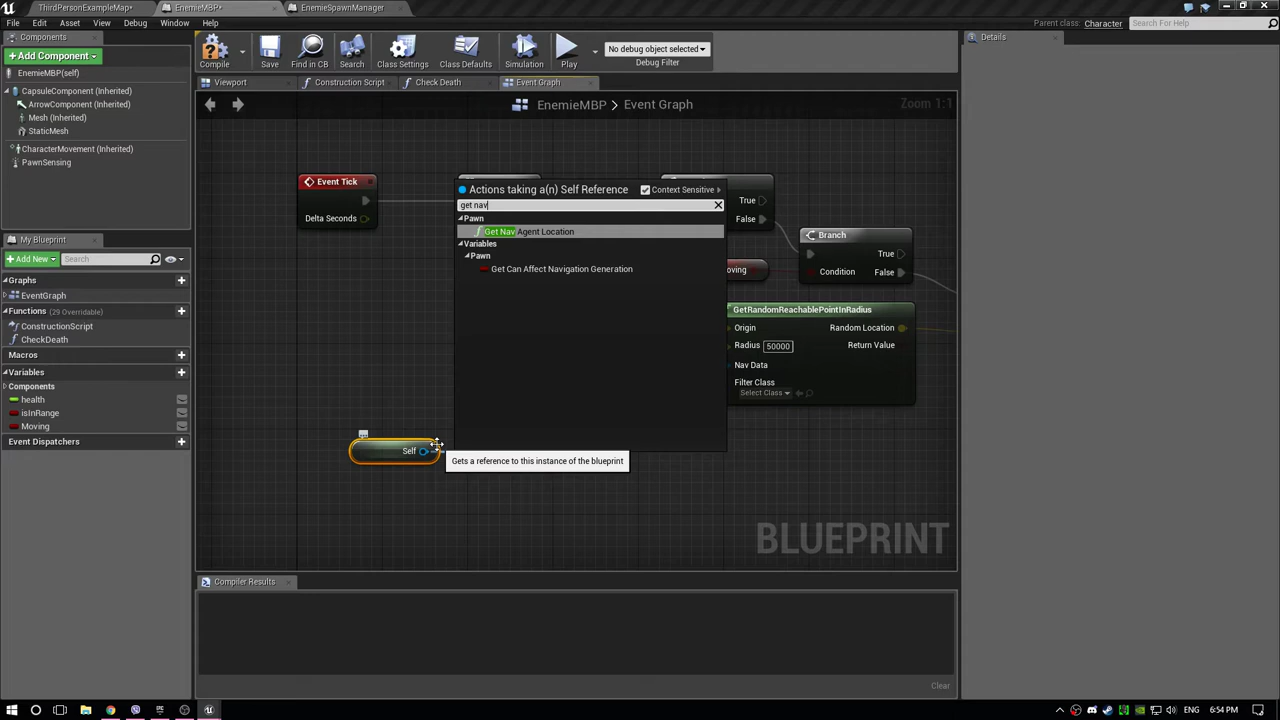 ThirdPersonExampleMap*
EnemieMBP*
EnemieSpawnManager
File Edit Asset View Debug Window Help
Parent class: Character
Search For Help
Components
Add Component
EnemieMBP(self)
CapsuleComponent (Inherited)
ArrowComponent (Inherited)
Mesh (Inherited)
StaticMesh
CharacterMovement (Inherited)
PawnSensing
Compile
Save
Find in CB
Search
Class Settings
Class Defaults
Simulation
Play
No debug object selected
Debug Filter
Details
Viewport
Construction Script
Check Death
Event Graph
EnemieMBP > Event Graph
Zoom 1:1
My Blueprint
Add New
Search
Graphs
EventGraph
Functions (29 Overridable)
ConstructionScript
CheckDeath
Macros
Variables
Components
health
isInRange
Moving
Event Dispatchers
Event Tick
Delta Seconds
Actions taking a(n) Self Reference
Context Sensitive
get nav
Pawn
Get Nav Agent Location
Variables
Pawn
Get Can Affect Navigation Generation
True
False
oving
Branch
True
Condition False
GetRandomReachablePointInRadius
Origin Random Location
Radius 50000 Return Value
Nav Data
Filter Class
Select Class
Self
Gets a reference to this instance of the blueprint
BLUEPRINT
Compiler Results
Clear
ENG
6:54 PM